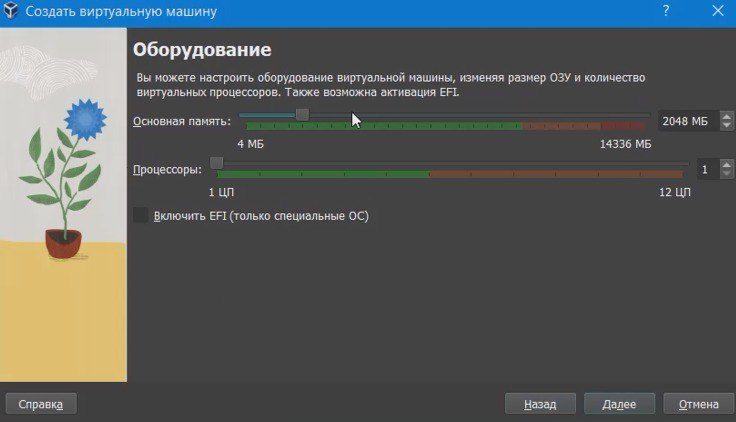 Создать виртуальную машину
?
Оборудование
Вы можете настроить оборудование виртуальной машины, изменяя размер ОЗУ и количество
виртуальных процессоров. Также возможна активация EFI.
Основная память: 2048 МБ
4 МБ 14336 МБ
Процессоры: 1
1 ЦП 12 ЦП
Включить EFI (только специальные ОС)
Справка Назад Далее Отмена